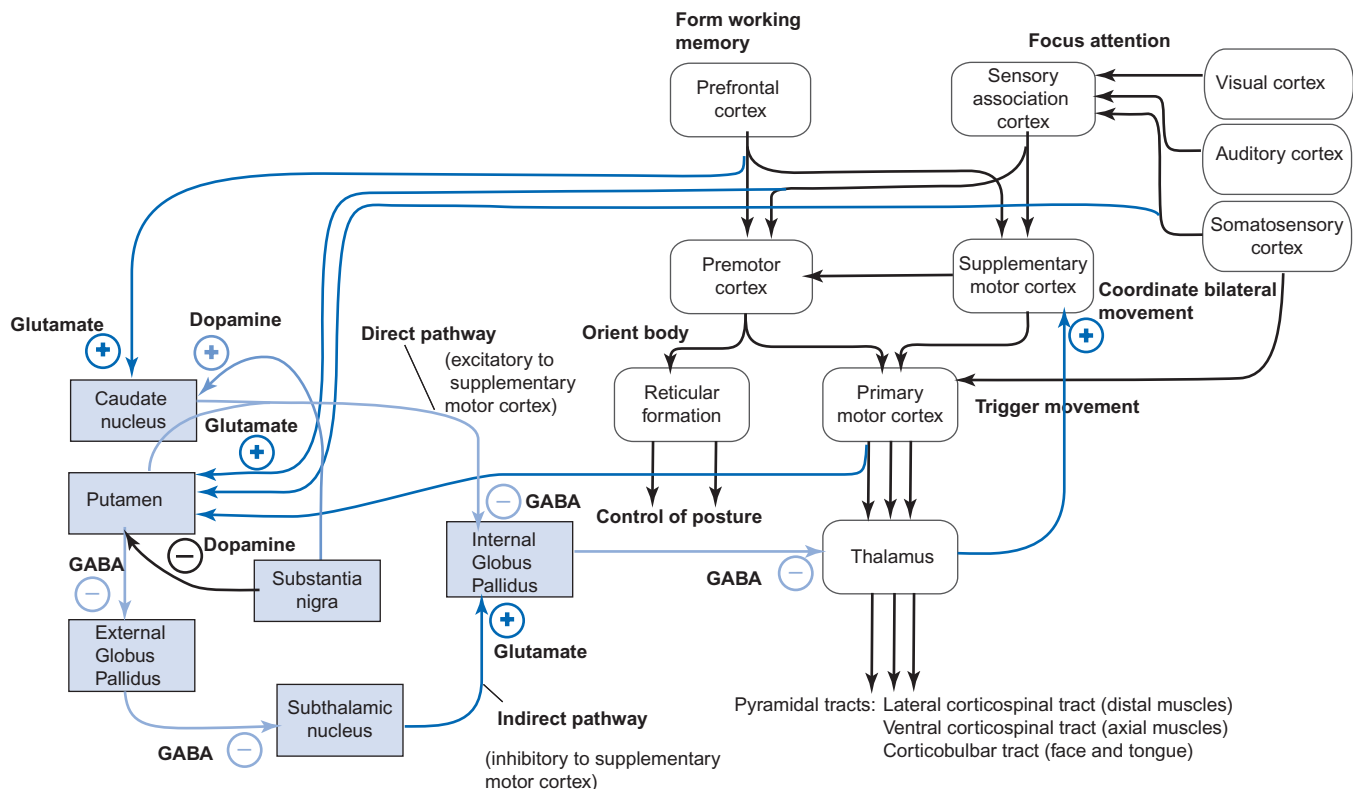 Form working
memory
Focus attention
Prefrontal
cortex
Sensory
association
cortex
Visual cortex
Auditory cortex
Somatosensory
cortex
Premotor
cortex
Supplementary
motor cortex
Coordinate bilateral
movement
Glutamate
+
Dopamine
+
Direct pathway
(excitatory to
supplementary
motor cortex)
Orient body
Caudate
nucleus
Glutamate
+
Reticular
formation
Primary
motor cortex
+
Trigger movement
Putamen
− GABA
Control of posture
− Dopamine
GABA
−
Substantia
nigra
Internal
Globus
Pallidus
GABA −
Thalamus
External
Globus
Pallidus
+
Glutamate
Subthalamic
nucleus
GABA −
Indirect pathway
(inhibitory to supplementary
motor cortex)
Pyramidal tracts: Lateral corticospinal tract (distal muscles)
Ventral corticospinal tract (axial muscles)
Corticobulbar tract (face and tongue)